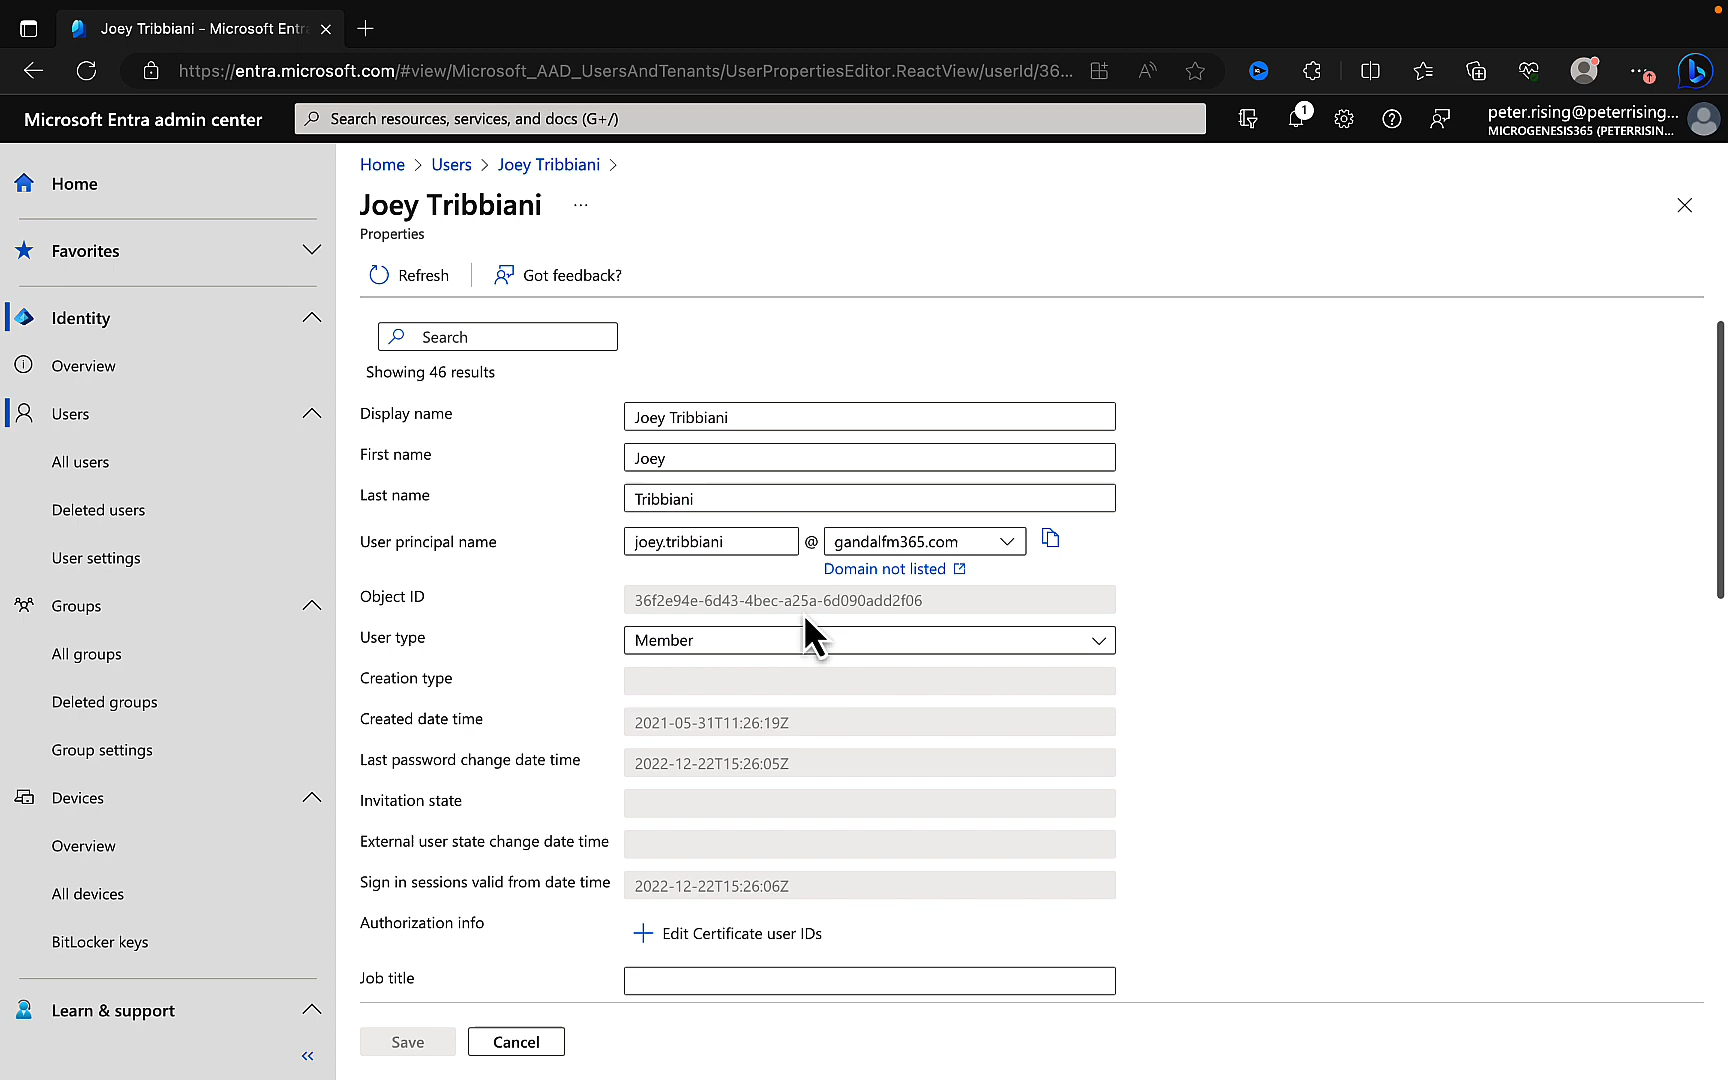 Joey Tribbiani - Microsoft Entr
https://entra.microsoft.com/#view/Microsoft_AAD_UsersAndTenants/UserPropertiesEditor.ReactView/userId/36...
Microsoft Entra admin center
Search resources, services, and docs (G+/)
1
peter.rising@peterrising...
MICROGENESIS365 (PETERRISIN...
Home
Favorites
Identity
Overview
Users
All users
Deleted users
User settings
Groups
All groups
Deleted groups
Group settings
Devices
Overview
All devices
BitLocker keys
Learn & support
Home > Users > Joey Tribbiani >
Joey Tribbiani ...
Properties
Refresh
Got feedback?
Search
Showing 46 results
Display name
Joey Tribbiani
First name
Joey
Last name
Tribbiani
User principal name
joey.tribbiani @ gandalfm365.com
Domain not listed
Object ID
36f2e94e-6d43-4bec-a25a-6d090add2f06
User type
Member
Creation type
Created date time
2021-05-31T11:26:19Z
Last password change date time
2022-12-22T15:26:05Z
Invitation state
External user state change date time
Sign in sessions valid from date time
2022-12-22T15:26:06Z
Authorization info
+ Edit Certificate user IDs
Job title
Save
Cancel